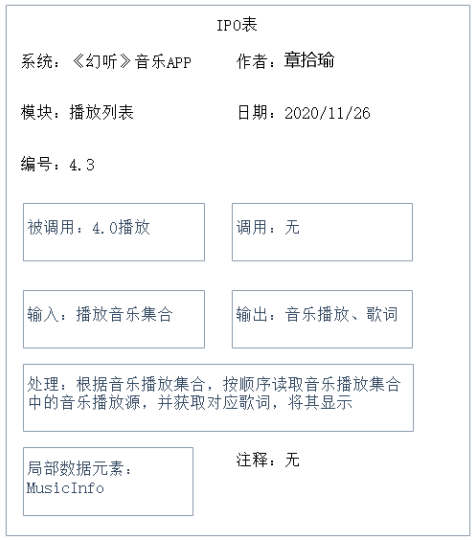 IPO表
系统：《幻听》音乐APP 作者：章拾瑜
模块：播放列表 日期：2020/11/26
编号：4.3
被调用：4.0播放 调用：无
输入：播放音乐集合 输出：音乐播放、歌词
处理：根据音乐播放集合，按顺序读取音乐播放集合
中的音乐播放源，并获取对应歌词，将其显示
局部数据元素： 注释：无
MusicInfo